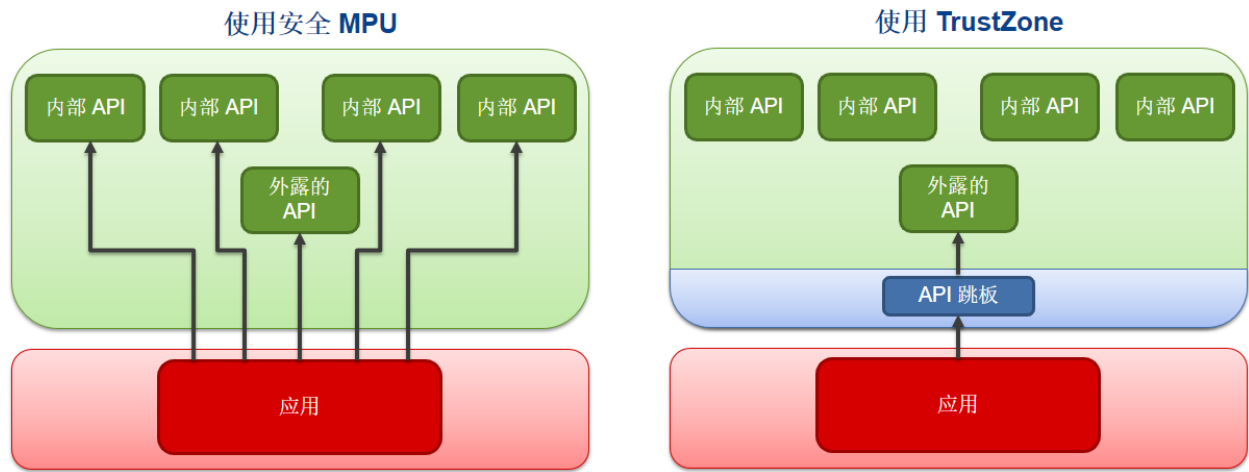 使用安全 MPU
内部 API
内部 API
内部 API
内部 API
外露的
API
应用
使用 TrustZone
内部 API
内部 API
内部 API
内部 API
外露的
API
API 跳板
应用